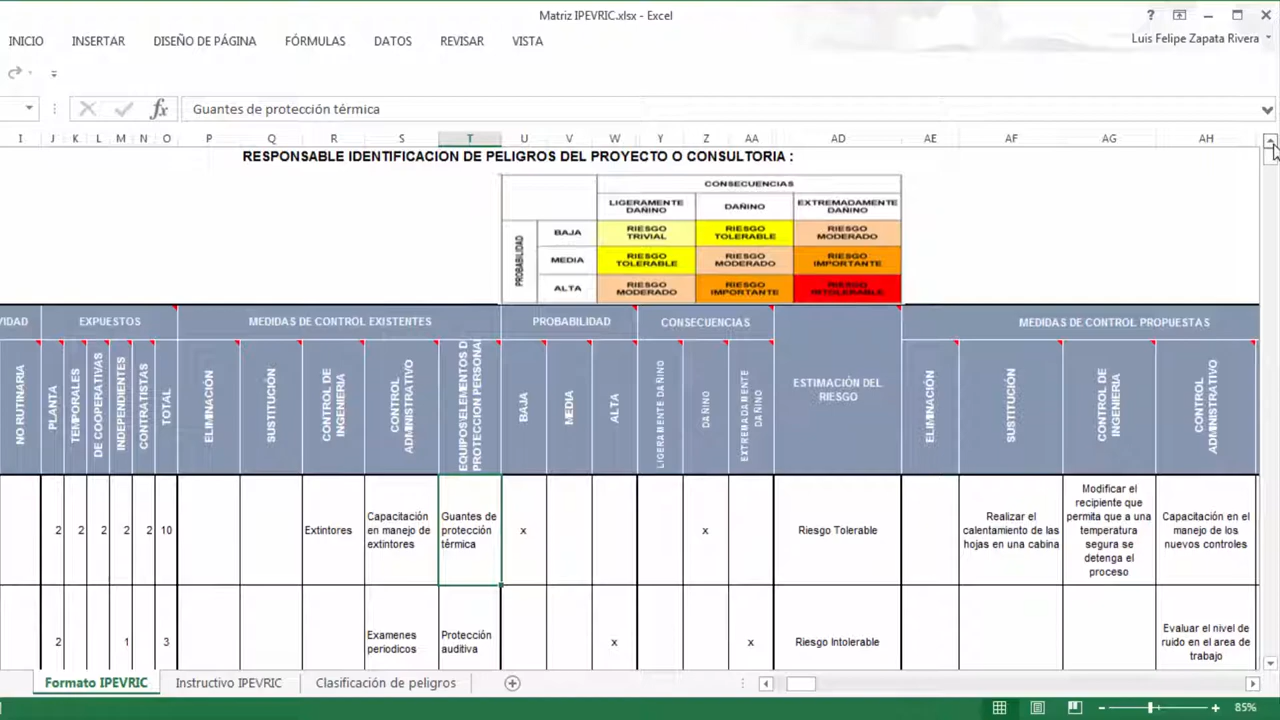 Matriz IPEVRIC.xlsx - Excel
?
INICIO INSERTAR DISEÑO DE PÁGINA FÓRMULAS DATOS REVISAR VISTA
Luis Felipe Zapata Rivera
fx Guantes de protección térmica
I J K L M N O P Q R S T U V W Y Z AA AD AE AF AG AH
RESPONSABLE IDENTIFICACION DE PELIGROS DEL PROYECTO O CONSULTORIA :
CONSECUENCIAS
LIGERAMENTE DAÑINO
DAÑINO
EXTREMADAMENTE DAÑINO
PROBABILIDAD
BAJA
RIESGO TRIVIAL
RIESGO TOLERABLE
RIESGO MODERADO
MEDIA
RIESGO TOLERABLE
RIESGO MODERADO
RIESGO IMPORTANTE
ALTA
RIESGO MODERADO
RIESGO IMPORTANTE
RIESGO INTOLERABLE
VIDAD
EXPUESTOS
MEDIDAS DE CONTROL EXISTENTES
PROBABILIDAD
CONSECUENCIAS
MEDIDAS DE CONTROL PROPUESTAS
NO RUTINARIA
PLANTA
TEMPORALES
DE COOPERATIVAS
INDEPENDIENTES
CONTRATISTAS
TOTAL
ELIMINACIÓN
SUSTITUCIÓN
CONTROL DE
INGENIERIA
CONTROL
ADMINISTRATIVO
EQUIPOS/ELEMENTOS D
PROTECCION PERSONA
BAJA
MEDIA
ALTA
LIGERAMENTE DAÑINO
DAÑINO
EXTREMADAMENTE
DAÑINO
ESTIMACIÓN DEL
RIESGO
ELIMINACIÓN
SUSTITUCIÓN
CONTROL DE
INGENIERIA
CONTROL
ADMINISTRATIVO
2 2 2 2 2 10
Extintores
Capacitación
en manejo de
extintores
Guantes de
protección
térmica
x
x
Riesgo Tolerable
Realizar el
calentamiento de las
hojas en una cabina
Modificar el
recipiente que
permita que a una
temperatura
segura se
detenga el
proceso
Capacitación en el
manejo de los
nuevos controles
2 1 3
Examenes
periodicos
Protección
auditiva
x
x
Riesgo Intolerable
Evaluar el nivel de
ruido en el area de
trabajo
Formato IPEVRIC Instructivo IPEVRIC Clasificación de peligros
85%